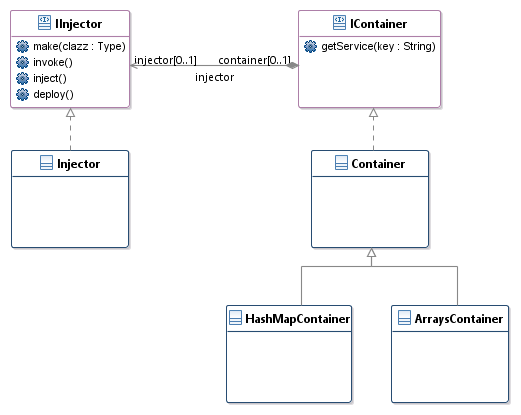 IInjector
make(clazz : Type)
invoke()
inject()
deploy()
injector[0..1]
container[0..1]
injector
IContainer
getService(key : String)
Injector
Container
HashMapContainer
ArraysContainer